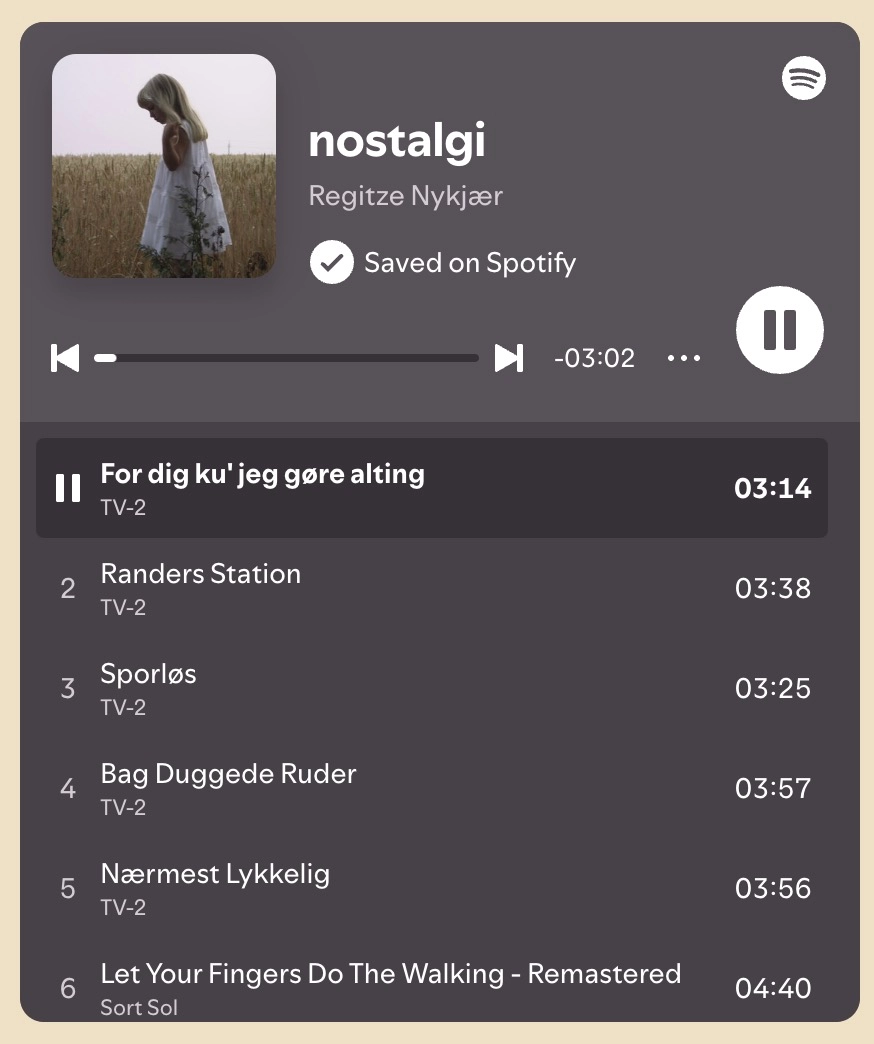 nostalgi
Regitze Nykjær
Saved on Spotify
-03:02
For dig ku' jeg gøre alting
TV-2
03:14
2
Randers Station
TV-2
03:38
3
Sporløs
TV-2
03:25
4
Bag Duggede Ruder
TV-2
03:57
5
Nærmest Lykkelig
TV-2
03:56
6
Let Your Fingers Do The Walking - Remastered
Sort Sol
04:40